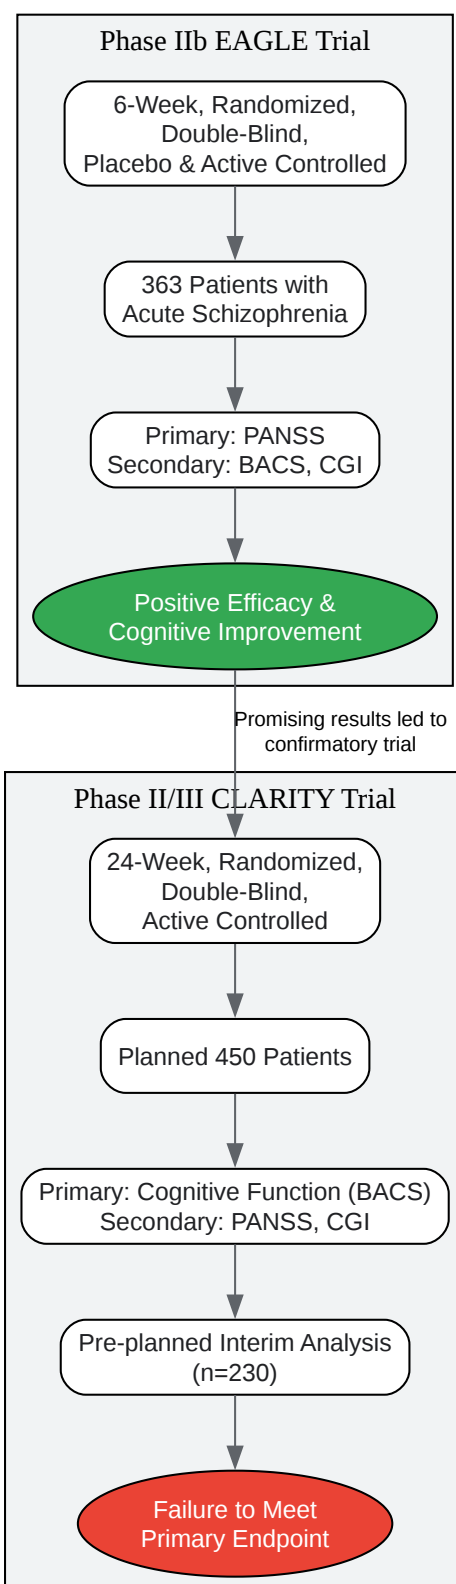 Phase IIb EAGLE Trial
6-Week, Randomized,
Double-Blind,
Placebo & Active Controlled
363 Patients with
Acute Schizophrenia
Primary: PANSS
Secondary: BACS, CGI
Positive Efficacy &
Cognitive Improvement
Promising results led to
confirmatory trial
Phase II/III CLARITY Trial
24-Week, Randomized,
Double-Blind,
Active Controlled
Planned 450 Patients
Primary: Cognitive Function (BACS)
Secondary: PANSS, CGI
Pre-planned Interim Analysis
(n=230)
Failure to Meet
Primary Endpoint